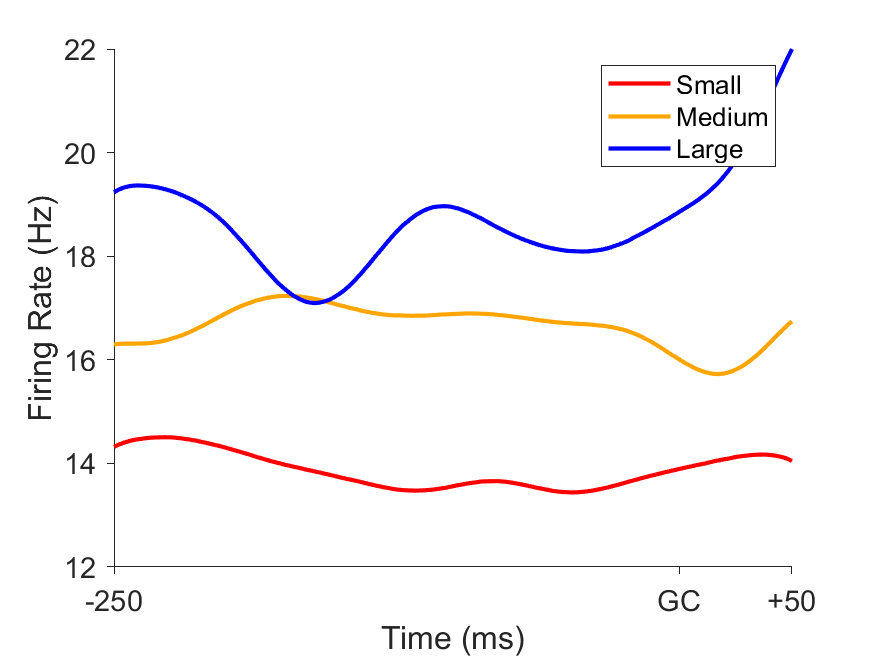 22
20
18
16
14
12
Firing Rate (Hz)
Small
Medium
Large
-250
GC
+50
Time (ms)